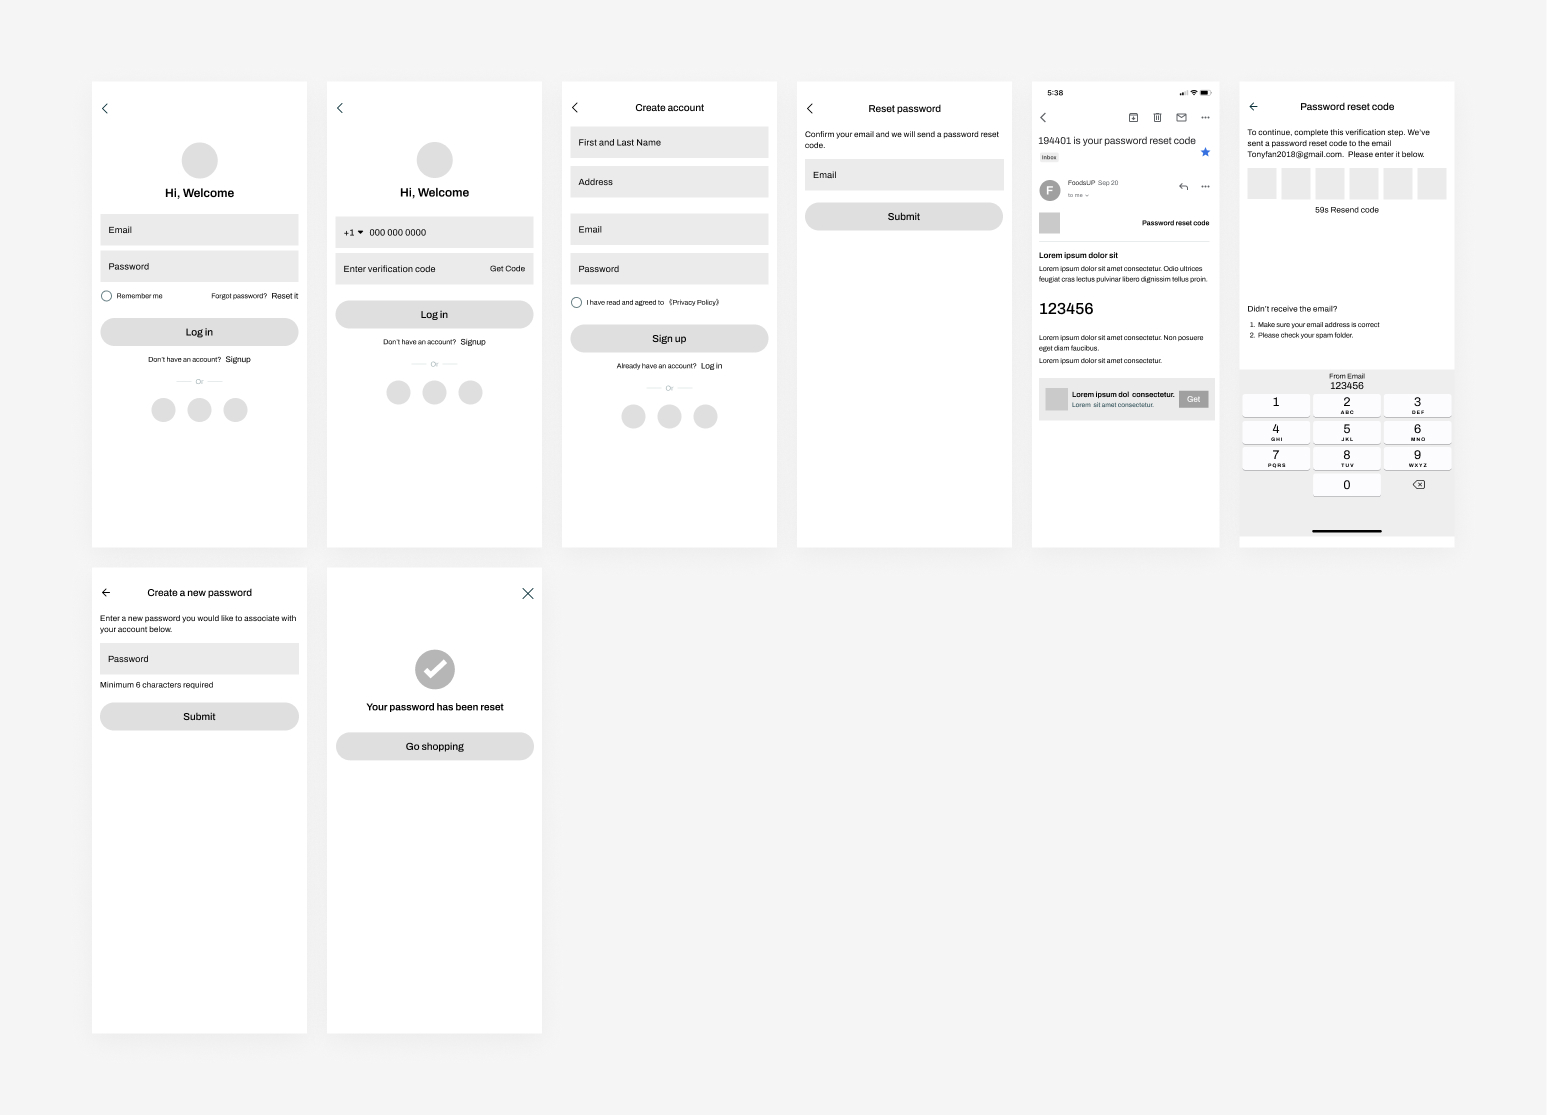 Hi, Welcome
Email
Password
Remember me
Forgot password? Reset it
Log in
Don't have an account? Signup
Or
Hi, Welcome
+1 000 000 0000
Enter verification code
Get Code
Log in
Don't have an account? Signup
Or
Create account
First and Last Name
Address
Email
Password
I have read and agreed to 《Privacy Policy》
Sign up
Already have an account? Log in
Or
Reset password
Confirm your email and we will send a password reset
code.
Email
Submit
5:38
194401 is your password reset code
Inbox
F
FoodsUP Sep 20
to me
Password reset code
Lorem ipsum dolor sit
Lorem ipsum dolor sit amet consectetur. Odio ultrices
feugiat cras lectus pulvinar libero dignissim tellus proin.
123456
Lorem ipsum dolor sit amet consectetur. Non posuere
eget diam faucibus.
Lorem ipsum dolor sit amet consectetur.
Lorem ipsum dol consectetur.
Lorem sit amet consectetur.
Get
Password reset code
To continue, complete this verification step. We've
sent a password reset code to the email
Tonyfan2018@gmail.com. Please enter it below.
59s Resend code
Didn't receive the email?
1. Make sure your email address is correct
2. Please check your spam folder.
From Email
123456
1
2
ABC
3
DEF
4
GHI
5
JKL
6
MNO
7
PQRS
8
TUV
9
WXYZ
0
Create a new password
Enter a new password you would like to associate with
your account below.
Password
Minimum 6 characters required
Submit
Your password has been reset
Go shopping